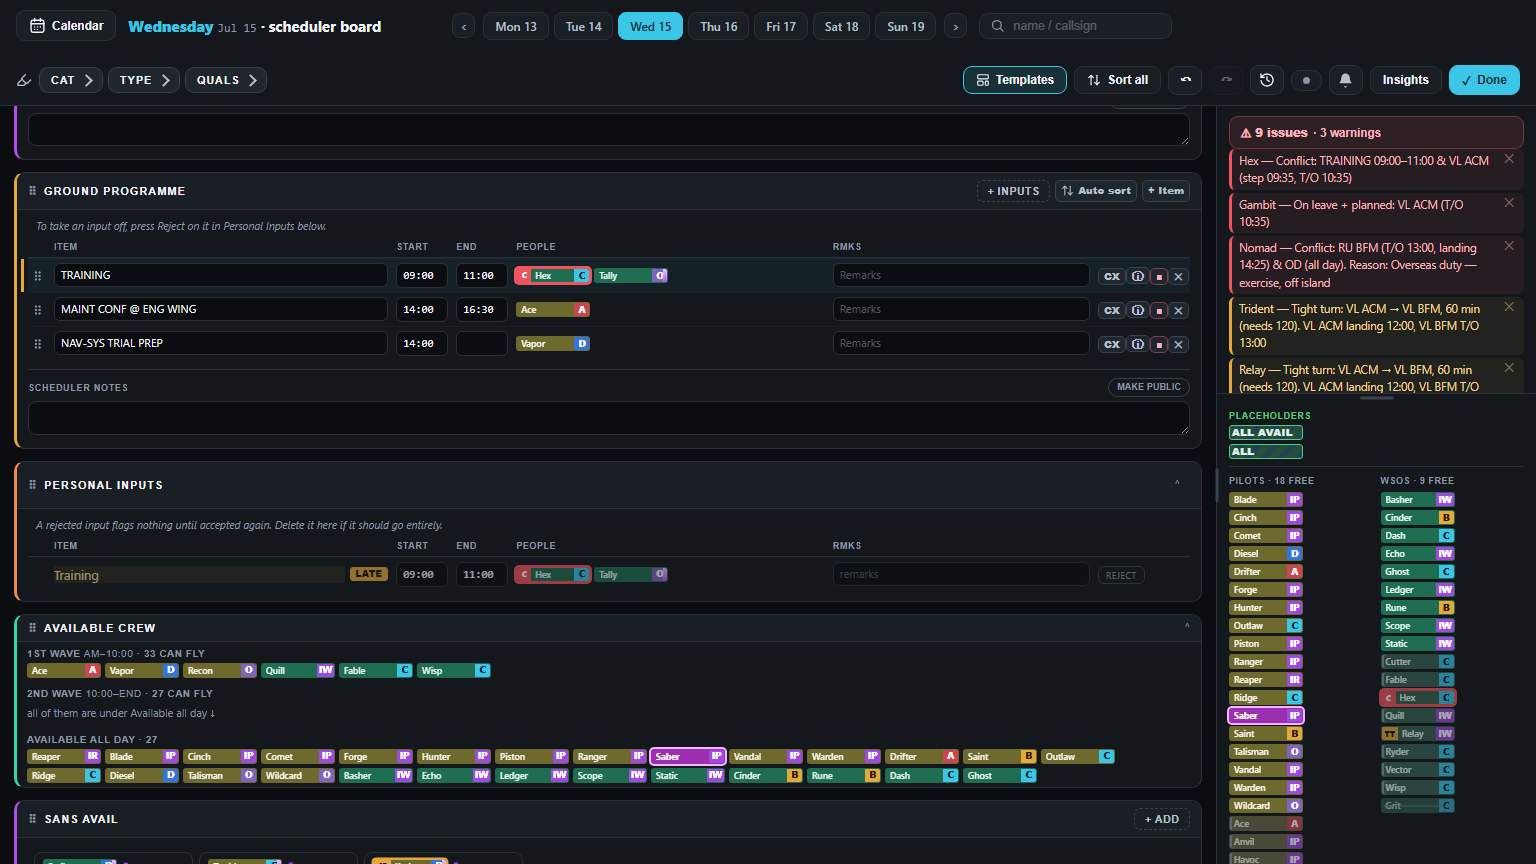 Calendar
Wednesday Jul 15 · scheduler board
‹ Mon 13 Tue 14 Wed 15 Thu 16 Fri 17 Sat 18 Sun 19 ›
name / callsign
CAT TYPE QUALS
Templates Sort all Insights ✓ Done
GROUND PROGRAMME
+ INPUTS Auto sort + Item
To take an input off, press Reject on it in Personal Inputs below.
ITEM START END PEOPLE RMKS
TRAINING 09:00 11:00 C Hex C Tally O Remarks CX
MAINT CONF @ ENG WING 14:00 16:30 Ace A Remarks CX
NAV-SYS TRIAL PREP 14:00 Vapor D Remarks CX
SCHEDULER NOTES MAKE PUBLIC
PERSONAL INPUTS
A rejected input flags nothing until accepted again. Delete it here if it should go entirely.
ITEM START END PEOPLE RMKS
Training LATE 09:00 11:00 C Hex C Tally O remarks REJECT
AVAILABLE CREW
1ST WAVE AM–10:00 · 33 CAN FLY
Ace A Vapor D Recon O Quill IW Fable C Wisp C
2ND WAVE 10:00–END · 27 CAN FLY
all of them are under Available all day ↓
AVAILABLE ALL DAY · 27
Reaper IR Blade IP Cinch IP Comet IP Forge IP Hunter IP Piston IP Ranger IP Saber IP Vandal IP Warden IP Drifter A Saint B Outlaw C
Ridge C Diesel D Talisman O Wildcard O Basher IW Echo IW Ledger IW Scope IW Static IW Cinder B Rune B Dash C Ghost C
SANS AVAIL
+ ADD
⚠ 9 issues · 3 warnings
Hex — Conflict: TRAINING 09:00–11:00 & VL ACM
(step 09:35, T/O 10:35)
Gambit — On leave + planned: VL ACM (T/O
10:35)
Nomad — Conflict: RU BFM (T/O 13:00, landing
14:25) & OD (all day). Reason: Overseas duty —
exercise, off island
Trident — Tight turn: VL ACM → VL BFM, 60 min
(needs 120). VL ACM landing 12:00, VL BFM T/O
13:00
Relay — Tight turn: VL ACM → VL BFM, 60 min
(needs 120). VL ACM landing 12:00, VL BFM T/O
PLACEHOLDERS
ALL AVAIL
ALL
PILOTS · 18 FREE WSOS · 9 FREE
Blade IP Basher IW
Cinch IP Cinder B
Comet IP Dash C
Diesel D Echo IW
Drifter A Ghost C
Forge IP Ledger IW
Hunter IP Rune B
Outlaw C Scope IW
Piston IP Static IW
Ranger IP Cutter C
Reaper IR Fable C
Ridge C C Hex C
Saber IP Quill IW
Saint B TT Relay IW
Talisman O Ryder C
Vandal IP Vector C
Warden IP Wisp C
Wildcard O Grit C
Ace A
Anvil IP
Havoc IP